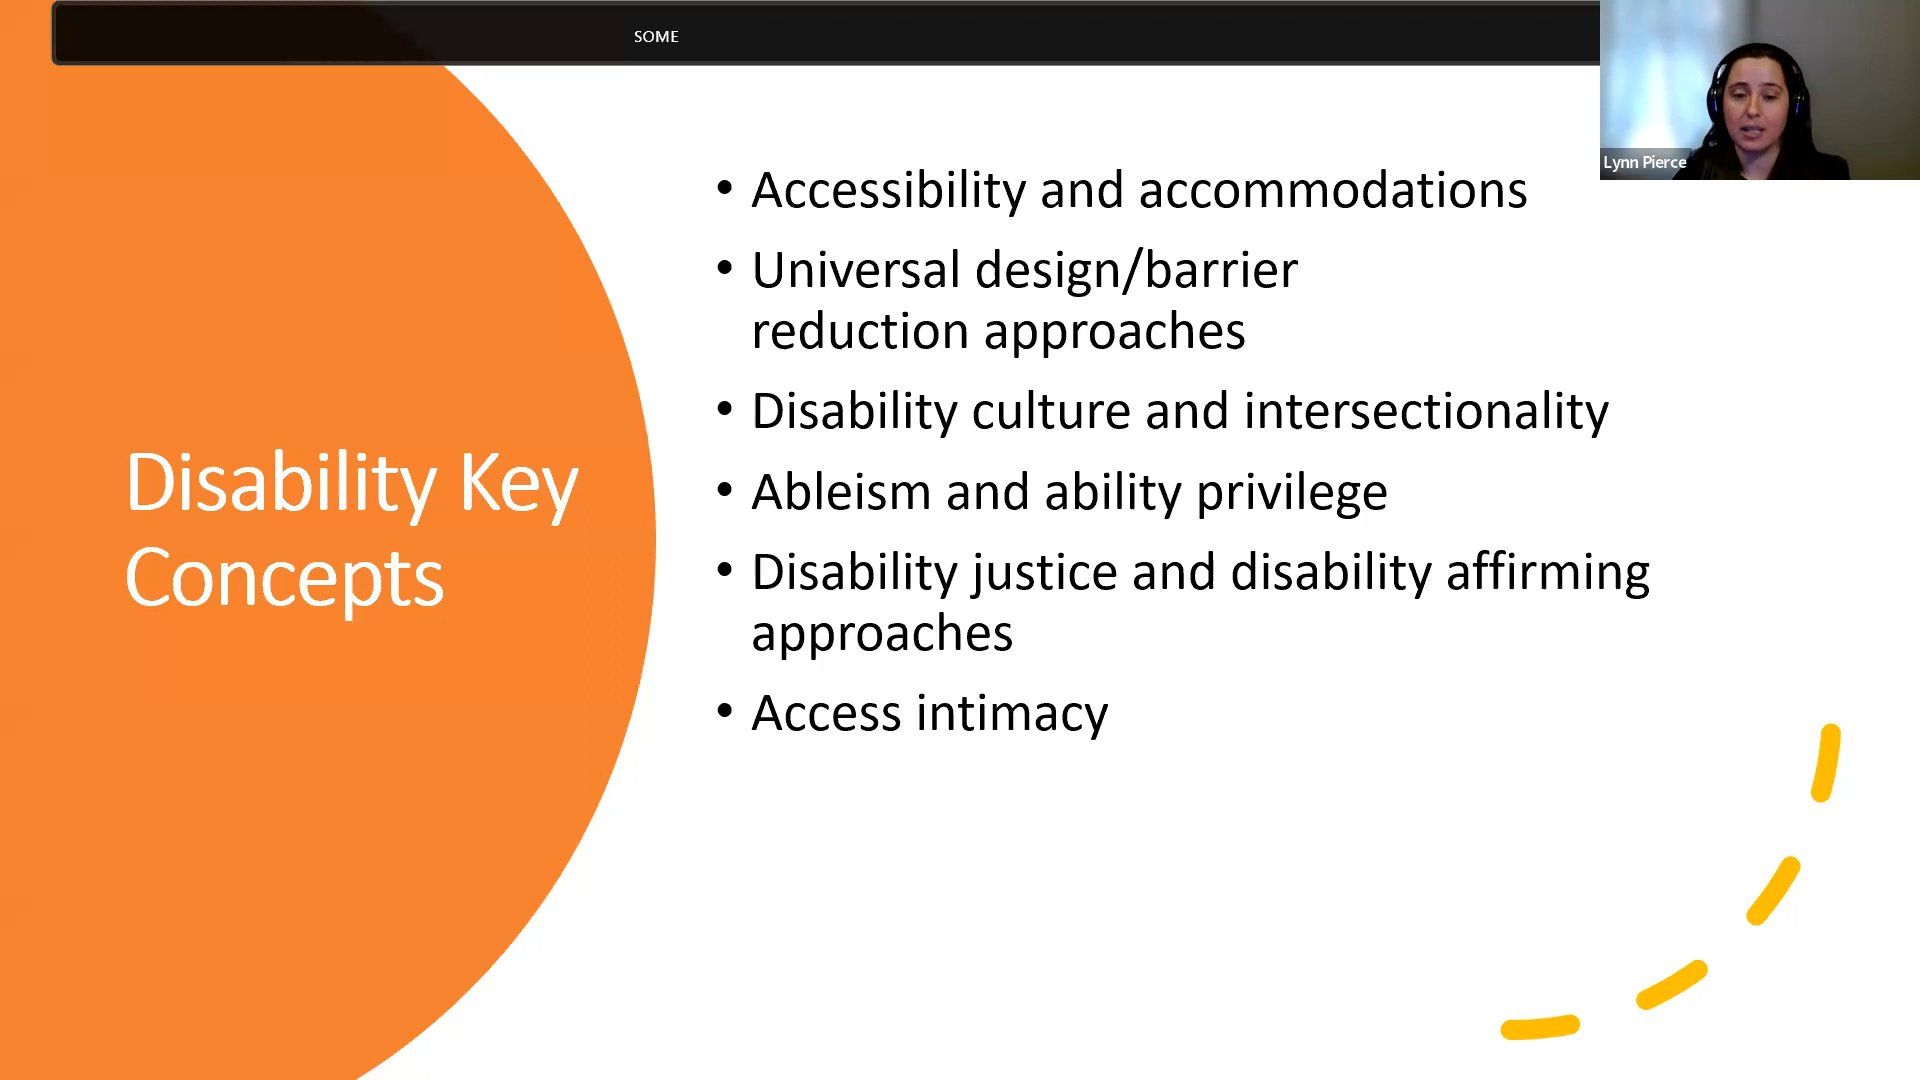 SOME
Lynn Pierce
Disability Key
Concepts
• Accessibility and accommodations
• Universal design/barrier
reduction approaches
• Disability culture and intersectionality
• Ableism and ability privilege
• Disability justice and disability affirming
approaches
• Access intimacy